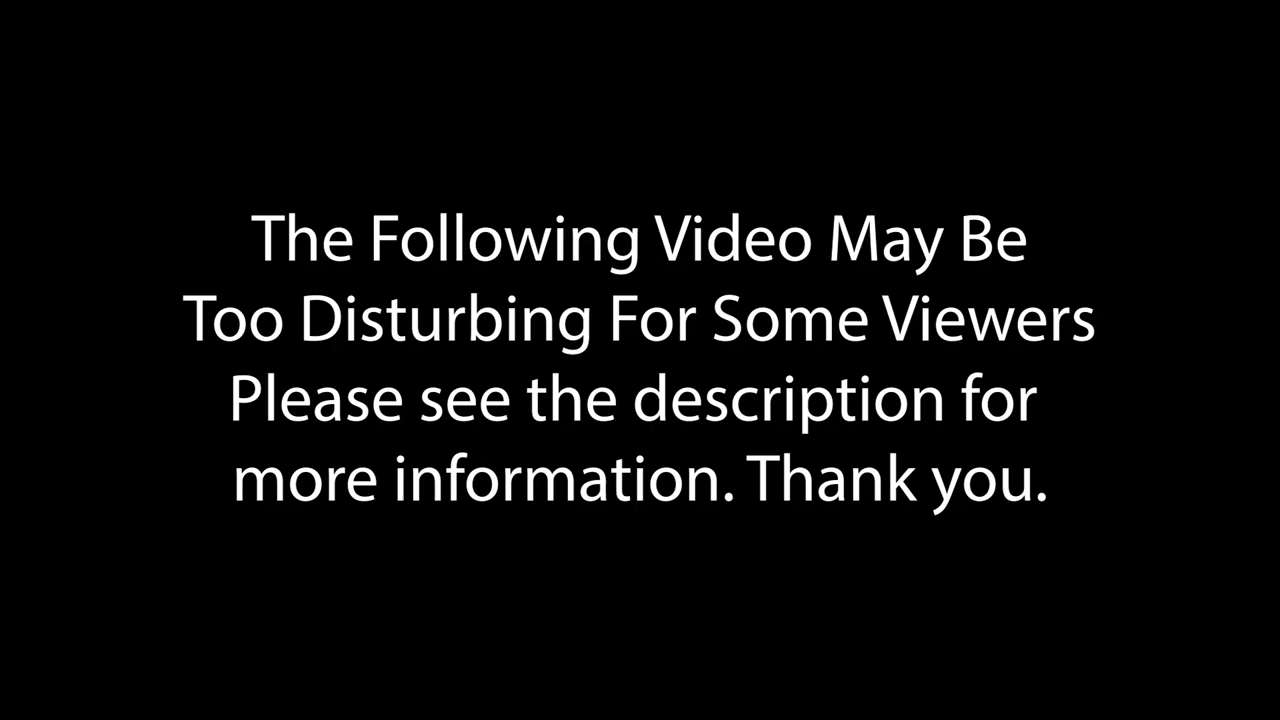 The Following Video May Be
Too Disturbing For Some Viewers
Please see the description for
more information. Thank you.